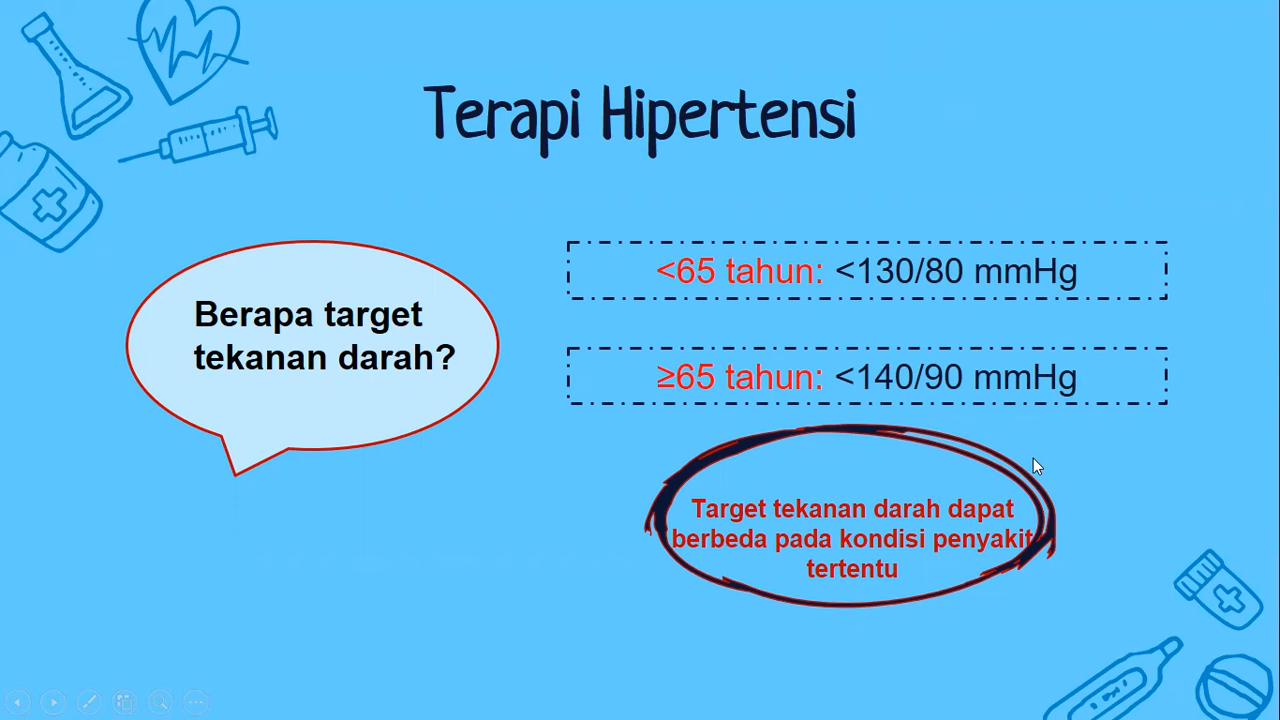 Terapi Hipertensi
Berapa target
tekanan darah?
<65 tahun: <130/80 mmHg
≥65 tahun: <140/90 mmHg
Target tekanan darah dapat
berbeda pada kondisi penyakit
tertentu